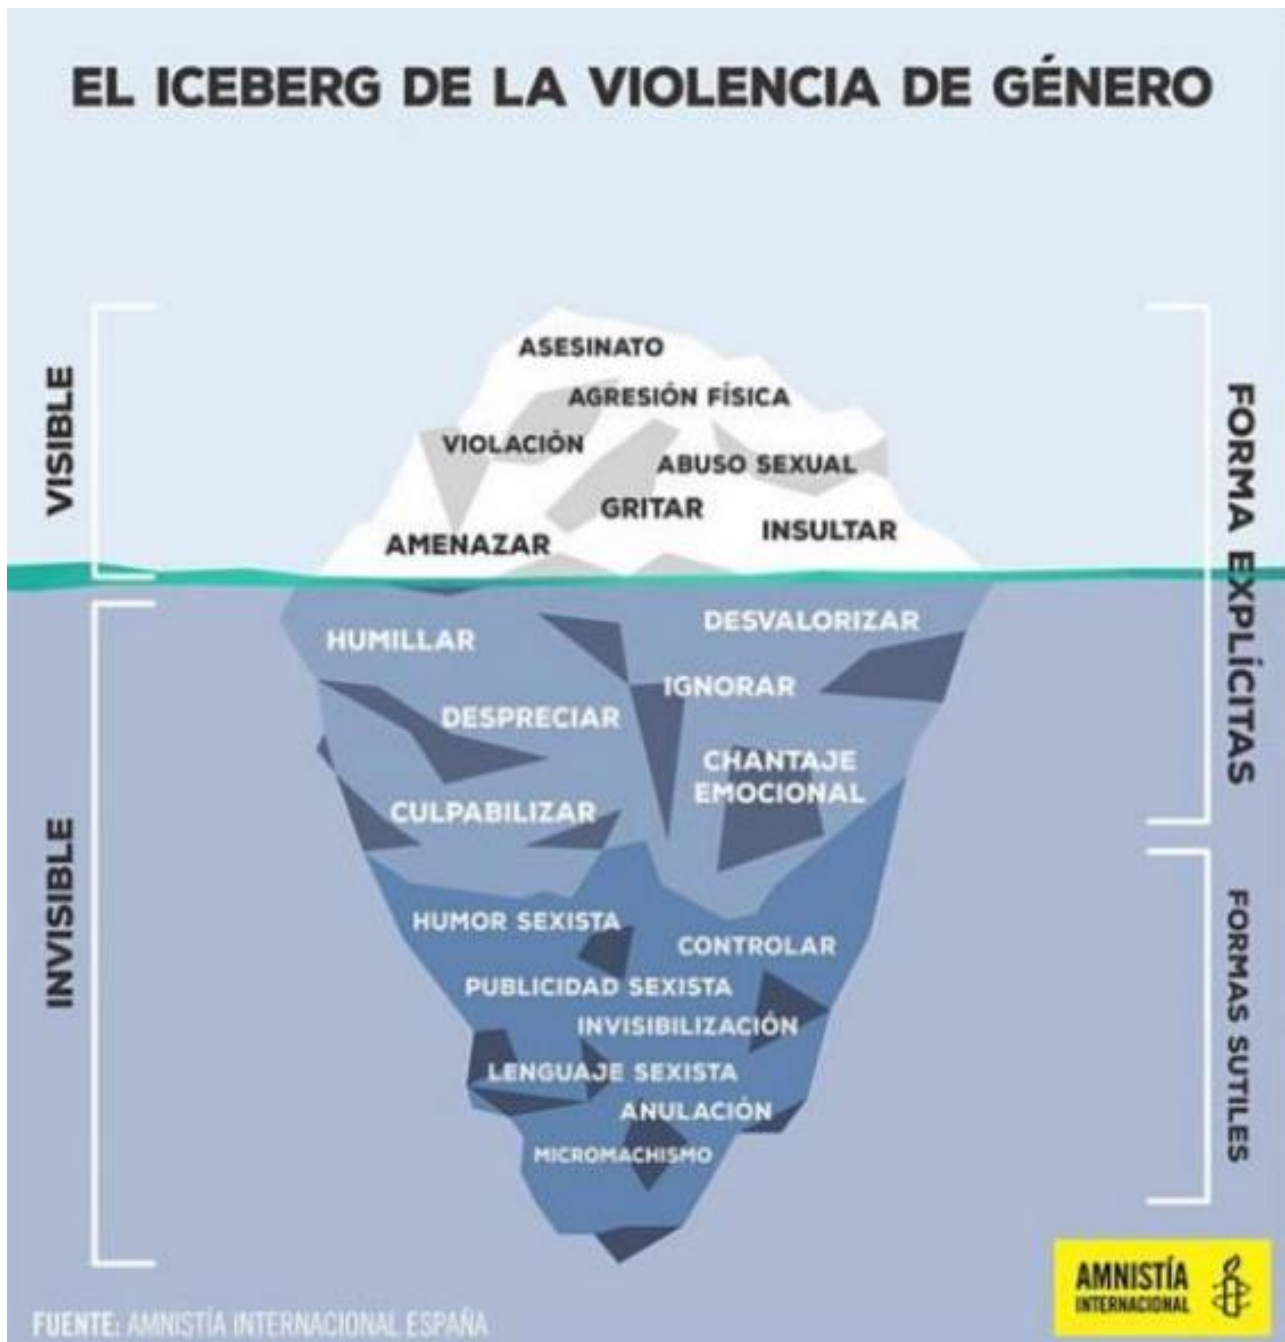 EL ICEBERG DE LA VIOLENCIA DE GÉNERO
VISIBLE
FORMA EXPLÍCITAS
ASESINATO
AGRESIÓN FÍSICA
VIOLACIÓN
ABUSO SEXUAL
GRITAR
INSULTAR
AMENAZAR
INVISIBLE
DESVALORIZAR
HUMILLAR
IGNORAR
DESPRECIAR
CHANTAJE
EMOCIONAL
CULPABILIZAR
FORMAS SUTILES
HUMOR SEXISTA
CONTROLAR
PUBLICIDAD SEXISTA
INVISIBILIZACIÓN
LENGUAJE SEXISTA
ANULACIÓN
MICROMACHISMO
AMNISTÍA
INTERNACIONAL
FUENTE: AMNISTÍA INTERNACIONAL ESPAÑA